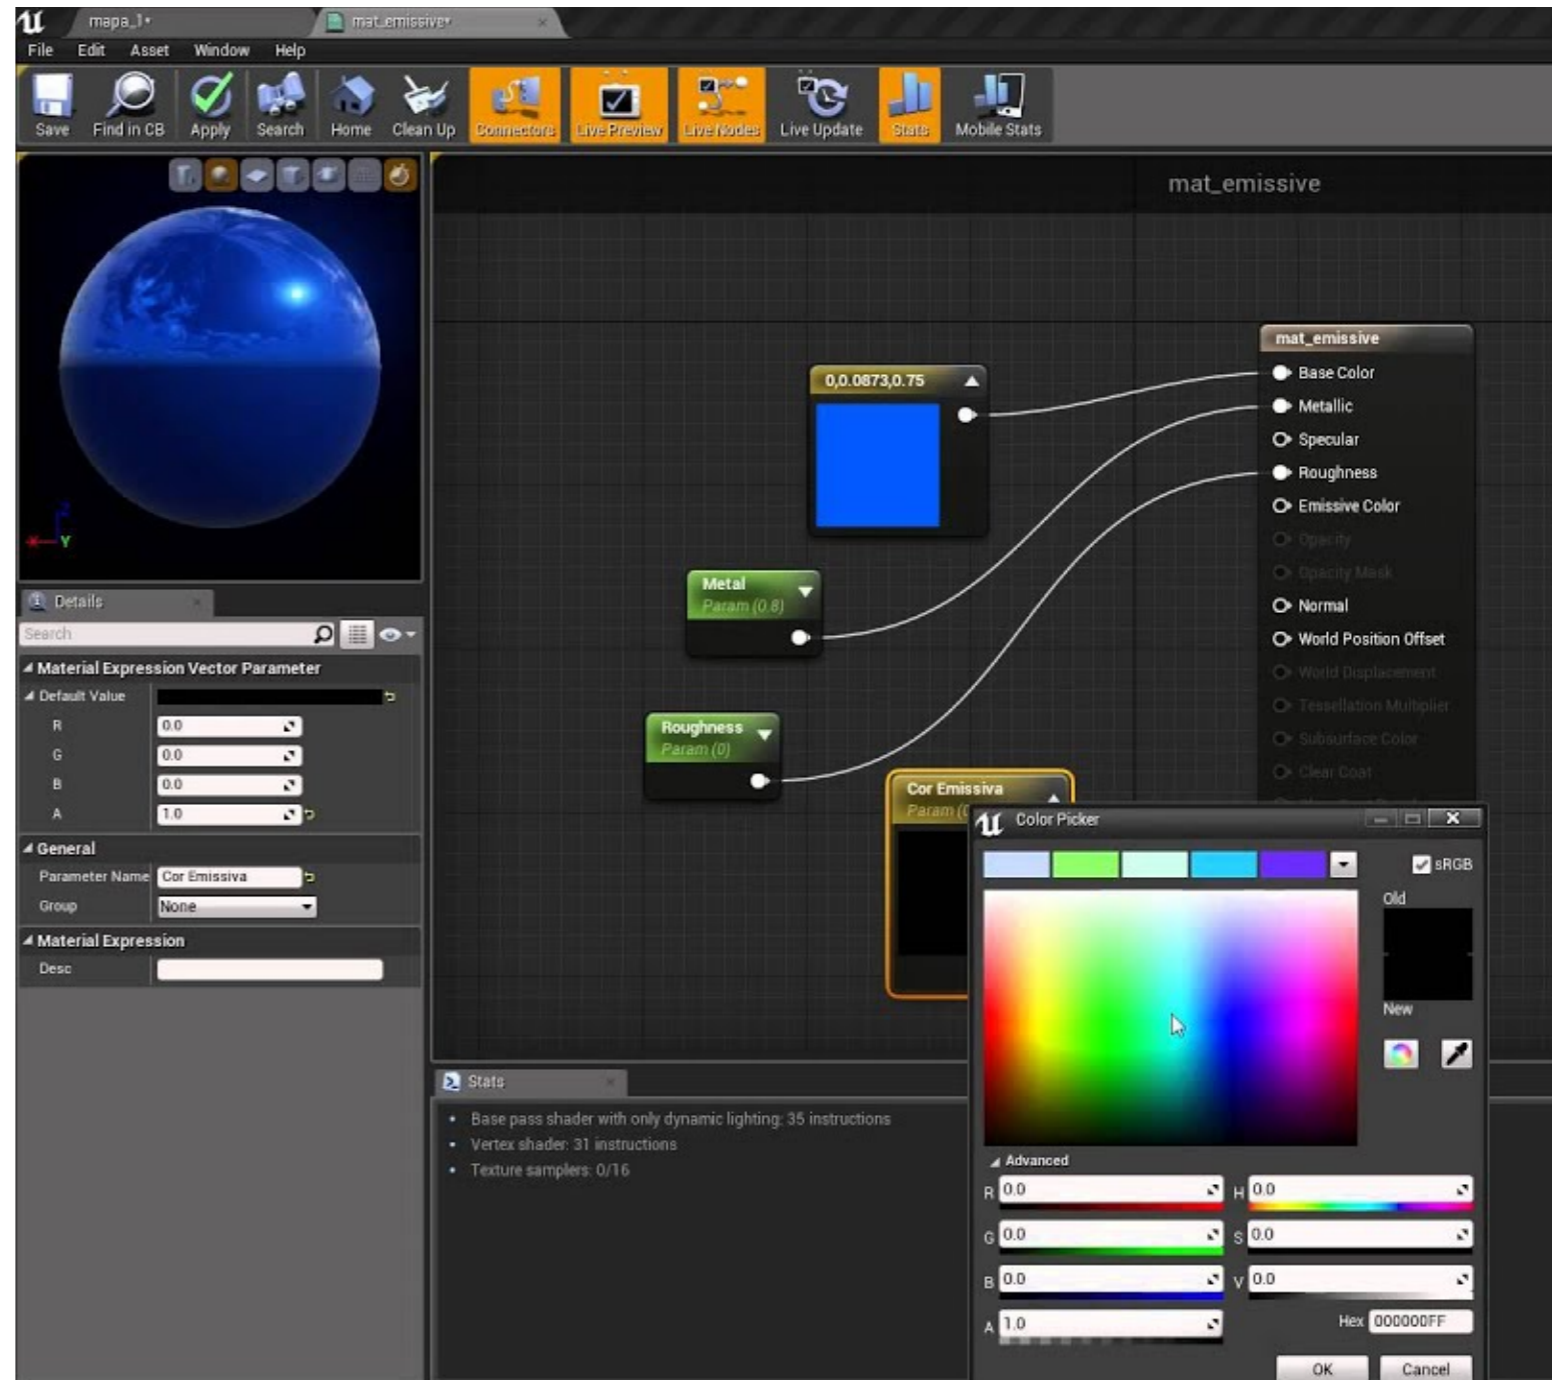 mapa_1•
mat_emissive•
File Edit Asset Window Help
Save Find in CB Apply Search Home Clean Up Connectors Live Preview Live Nodes Live Update Stats Mobile Stats
mat_emissive
mat_emissive
Base Color
Metallic
Specular
Roughness
Emissive Color
Opacity
Opacity Mask
Normal
World Position Offset
World Displacement
Tessellation Multiplier
Subsurface Color
Clear Coat
0,0.0873,0.75
Metal
Param (0.8)
Roughness
Param (0)
Cor Emissiva
Z
X Y
Details
Search
Material Expression Vector Parameter
Default Value
R 0.0
G 0.0
B 0.0
A 1.0
General
Parameter Name Cor Emissiva
Group None
Material Expression
Desc
Stats
• Base pass shader with only dynamic lighting: 35 instructions
• Vertex shader: 31 instructions
• Texture samplers: 0/16
Color Picker
sRGB
Old
New
Advanced
R 0.0 H 0.0
G 0.0 S 0.0
B 0.0 V 0.0
A 1.0 Hex 000000FF
OK Cancel